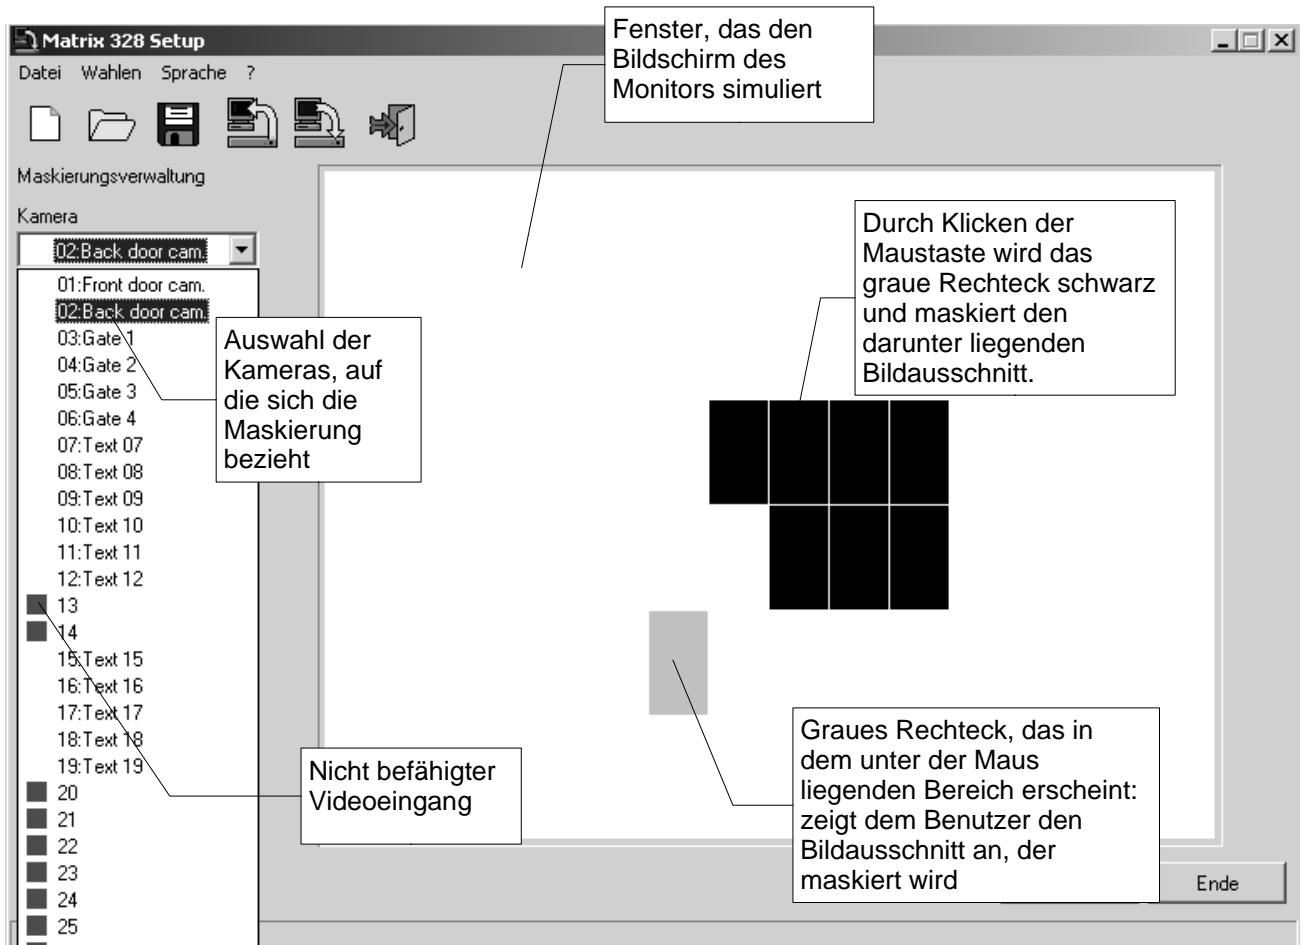 Matrix 328 Setup
Datei Wahlen Sprache ?
Fenster, das den
Bildschirm des
Monitors simuliert
Maskierungsverwaltung
Kamera
02:Back door cam.
01:Front door cam.
02:Back door cam.
03:Gate 1
04:Gate 2
05:Gate 3
06:Gate 4
07:Text 07
08:Text 08
09:Text 09
10:Text 10
11:Text 11
12:Text 12
13
14
15:Text 15
16:Text 16
17:Text 17
18:Text 18
19:Text 19
20
21
22
23
24
25
Auswahl der
Kameras, auf
die sich die
Maskierung
bezieht
Durch Klicken der
Maustaste wird das
graue Rechteck schwarz
und maskiert den
darunter liegenden
Bildausschnitt.
Nicht befähigter
Videoeingang
Graues Rechteck, das in
dem unter der Maus
liegenden Bereich erscheint:
zeigt dem Benutzer den
Bildausschnitt an, der
maskiert wird
Ende